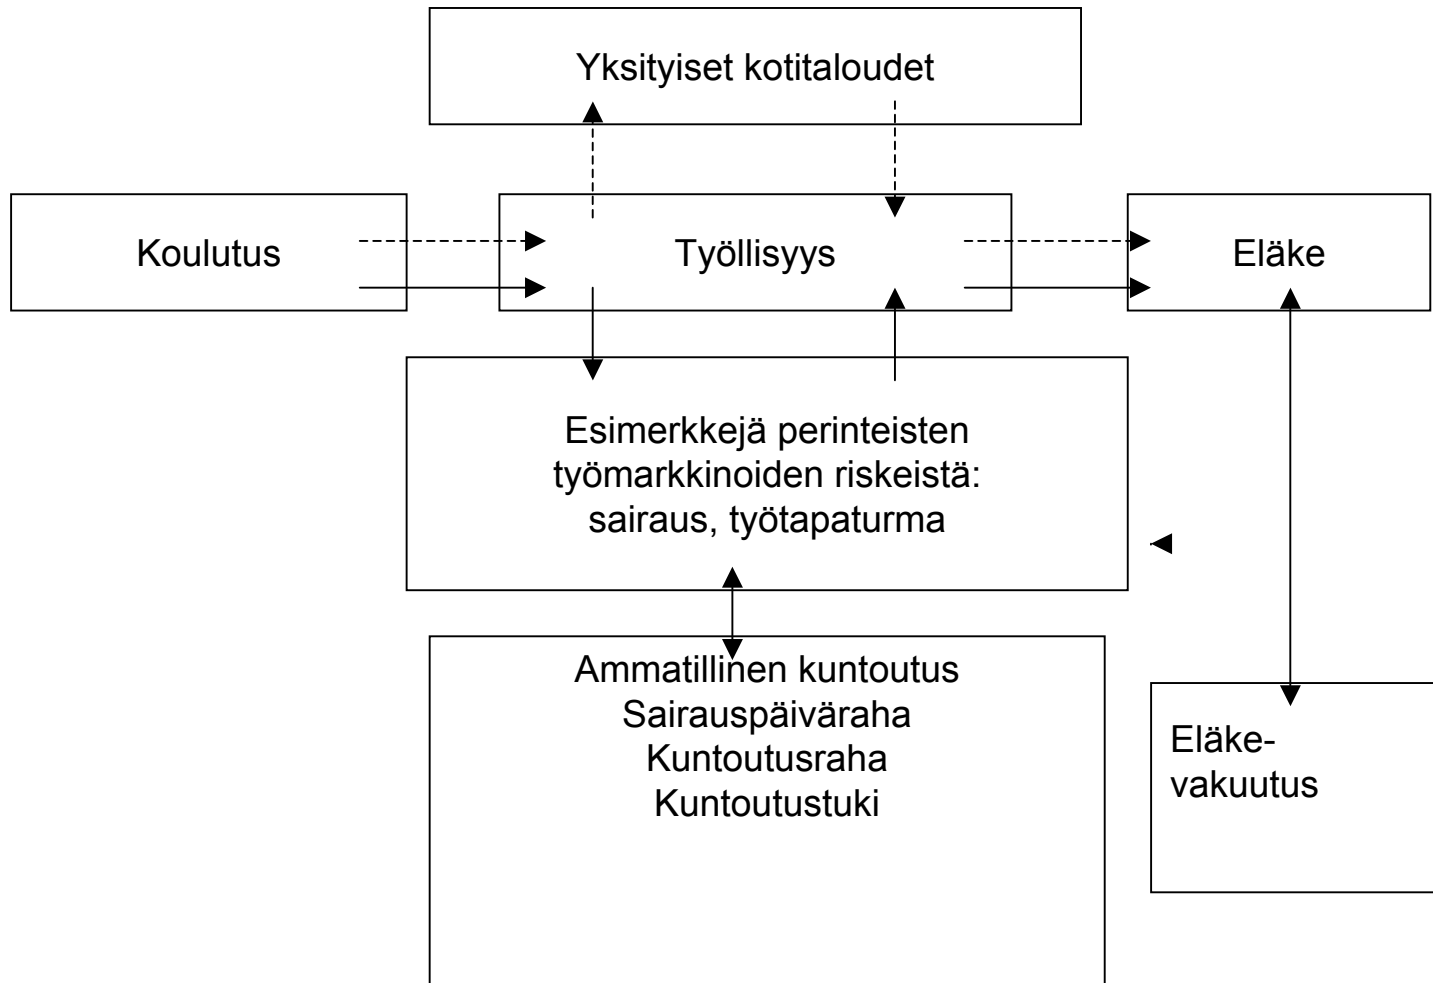 Yksityiset kotitaloudet
Koulutus
Työllisyys
Eläke
Esimerkkejä perinteisten
työmarkkinoiden riskeistä:
sairaus, työtapaturma
Ammatillinen kuntoutus
Sairauspäiväraha
Kuntoutusraha
Kuntoutustuki
Eläke-
vakuutus